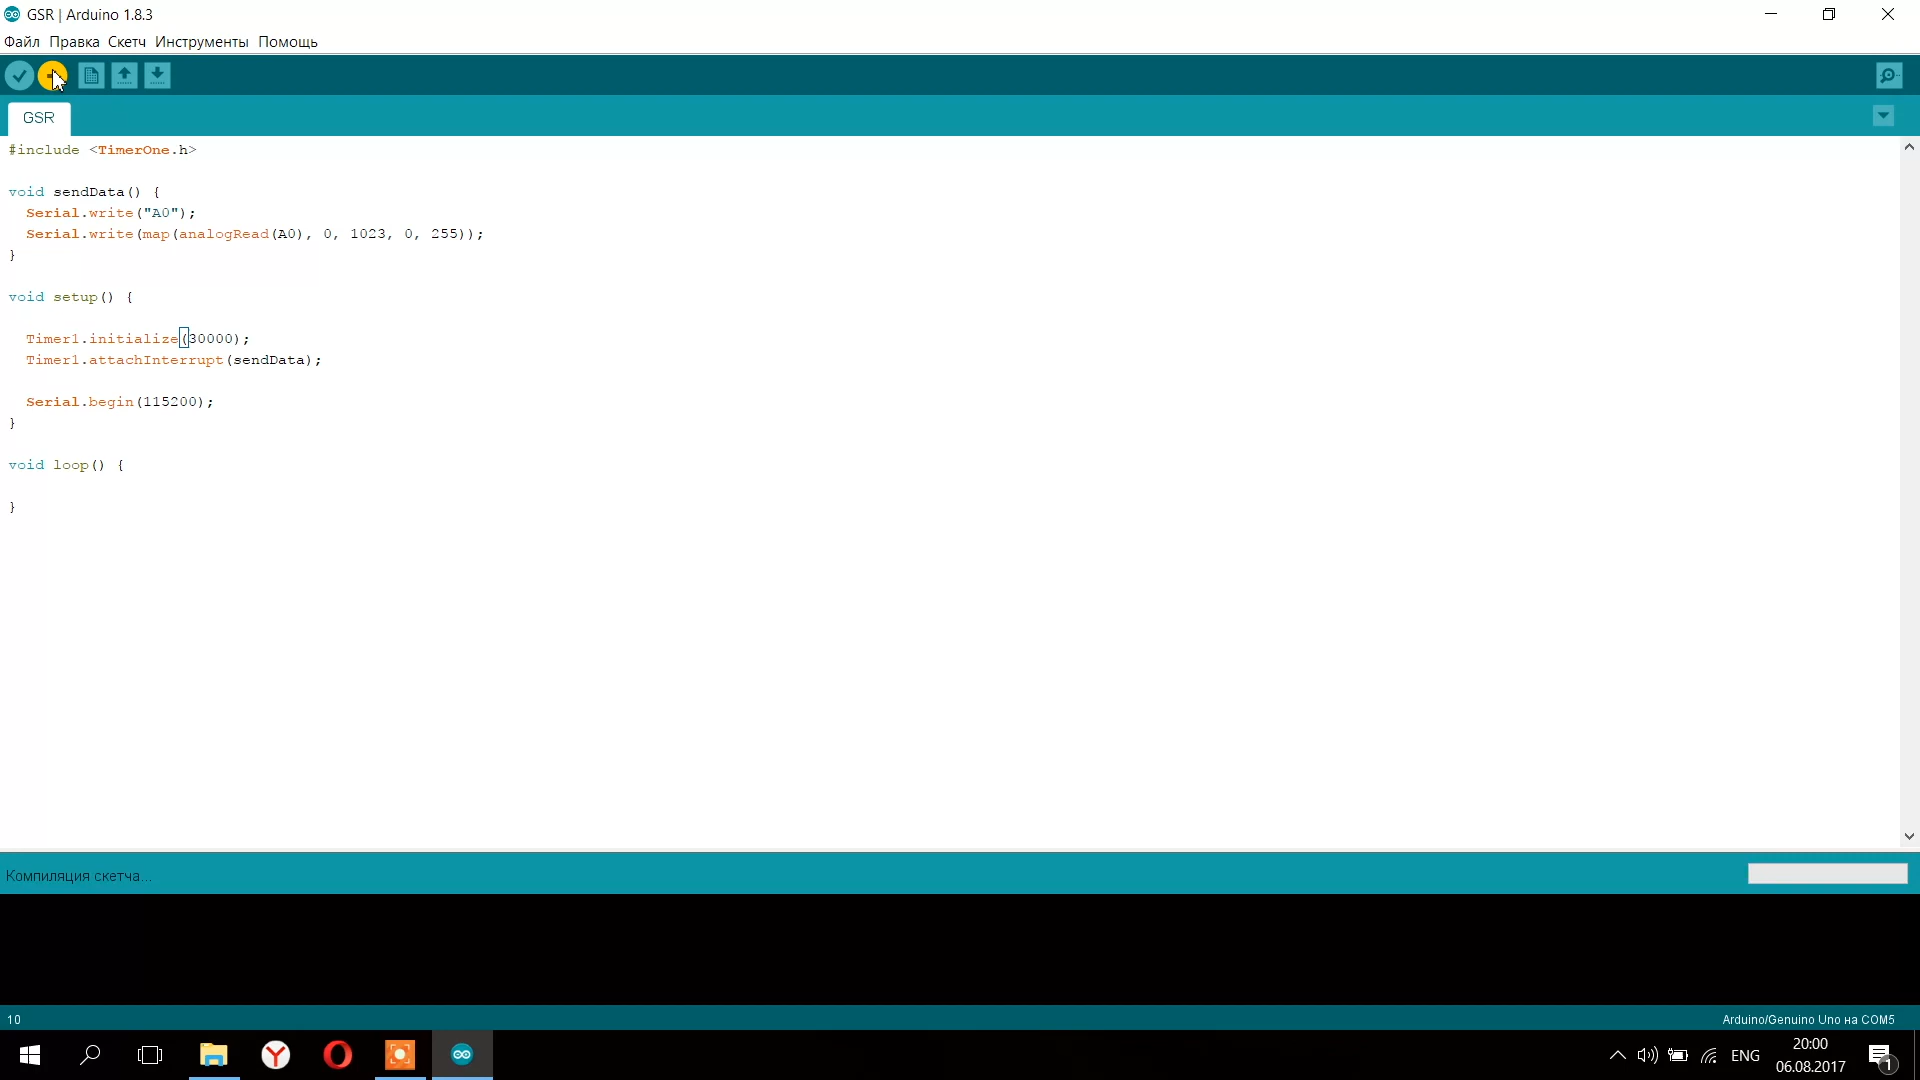 GSR | Arduino 1.8.3
Файл Правка Скетч Инструменты Помощь
GSR
#include <TimerOne.h>
void sendData() {
Serial.write("A0");
Serial.write(map(analogRead(A0), 0, 1023, 0, 255));
}
void setup() {
Timer1.initialize(30000);
Timer1.attachInterrupt(sendData);
Serial.begin(115200);
}
void loop() {
}
Компиляция скетча...
10
Arduino/Genuino Uno на COM5
ENG
20:00
06.08.2017
1